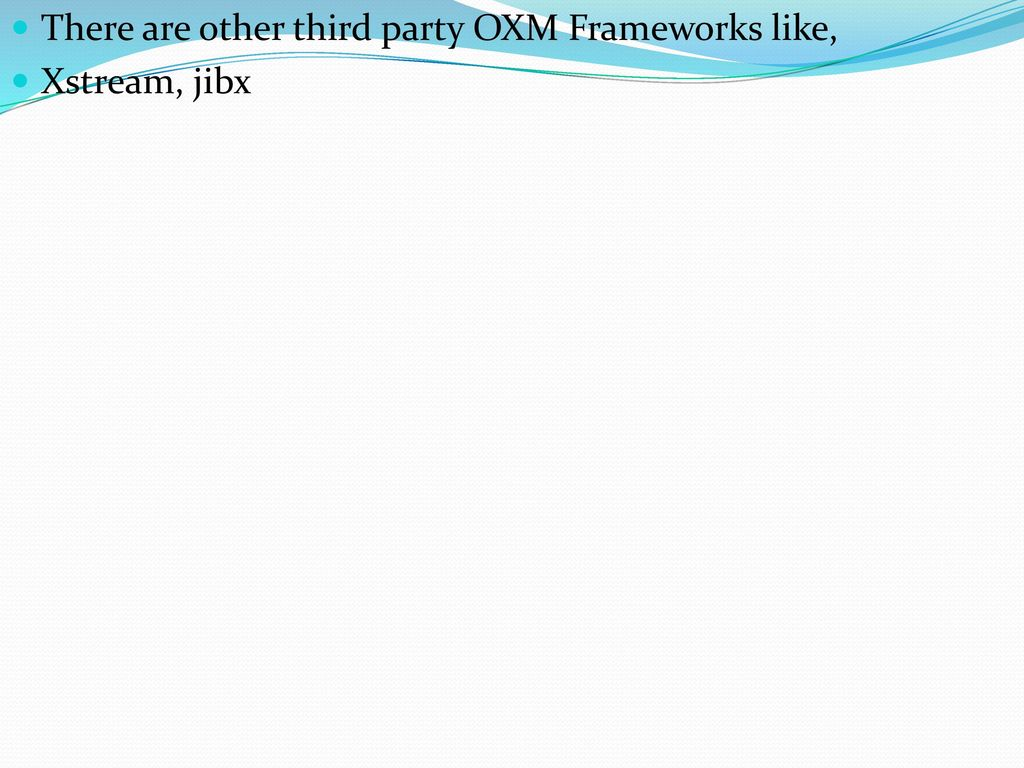 There are other third party OXM Frameworks like,
Xstream, jibx